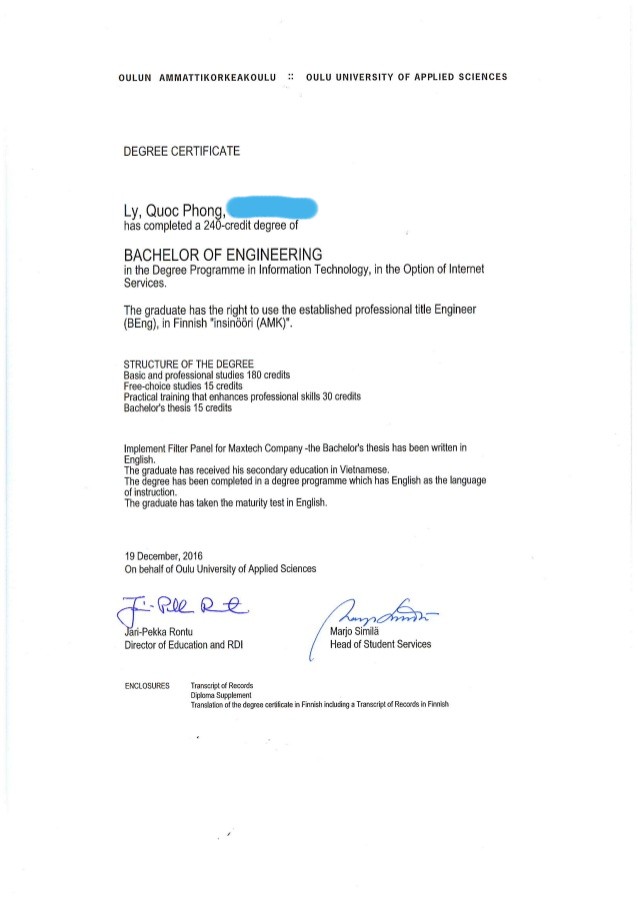 OULUN AMMATTIKORKEAKOULU :: OULU UNIVERSITY OF APPLIED SCIENCES
DEGREE CERTIFICATE
Ly, Quoc Phong,
has completed a 240-credit degree of
BACHELOR OF ENGINEERING
in the Degree Programme in Information Technology, in the Option of Internet
Services.
The graduate has the right to use the established professional title Engineer
(BEng), in Finnish "insinööri (AMK)".
STRUCTURE OF THE DEGREE
Basic and professional studies 180 credits
Free-choice studies 15 credits
Practical training that enhances professional skills 30 credits
Bachelor's thesis 15 credits
Implement Filter Panel for Maxtech Company -the Bachelor's thesis has been written in
English.
The graduate has received his secondary education in Vietnamese.
The degree has been completed in a degree programme which has English as the language
of instruction.
The graduate has taken the maturity test in English.
19 December, 2016
On behalf of Oulu University of Applied Sciences
Jari-Pekka Rontu
Director of Education and RDI
Marjo Similä
Head of Student Services
ENCLOSURES Transcript of Records
Diploma Supplement
Translation of the degree certificate in Finnish including a Transcript of Records in Finnish